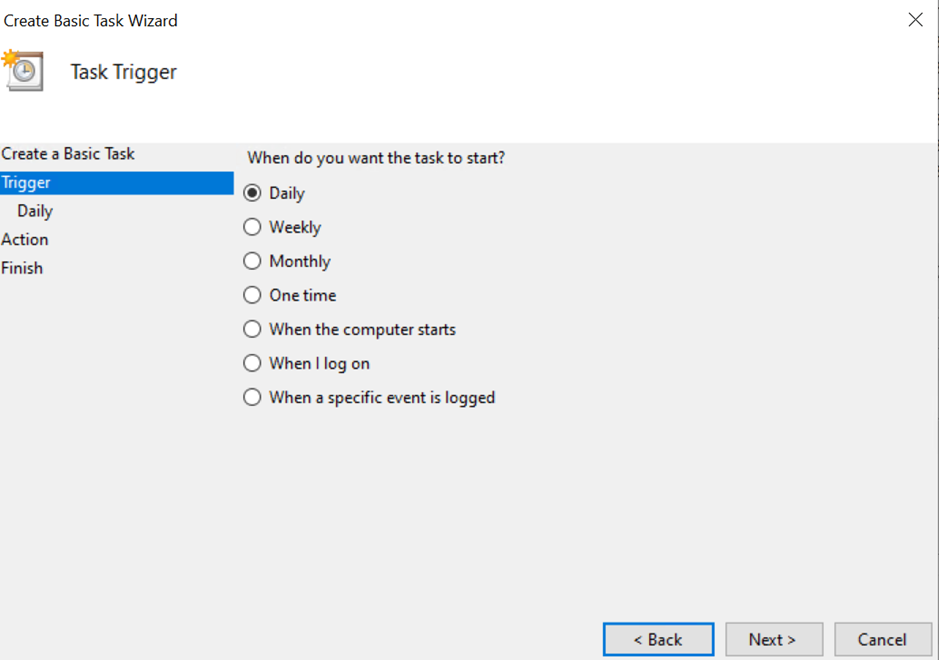 Create Basic Task Wizard
Task Trigger
Create a Basic Task
Trigger
Daily
Action
Finish
When do you want the task to start?
Daily
Weekly
Monthly
One time
When the computer starts
When I log on
When a specific event is logged
< Back
Next >
Cancel